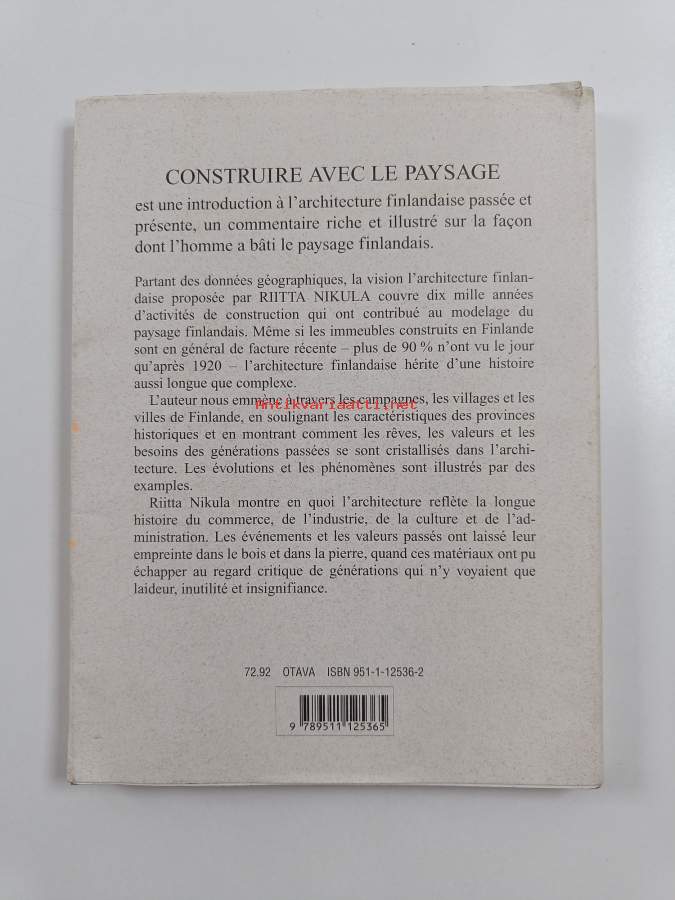 CONSTRUIRE AVEC LE PAYSAGE
est une introduction à l'architecture finlandaise passée et
présente, un commentaire riche et illustré sur la façon
dont l'homme a bâti le paysage finlandais.
Partant des données géographiques, la vision l'architecture finlan-
daise proposée par RIITTA NIKULA couvre dix mille années
d'activités de construction qui ont contribué au modelage du
paysage finlandais. Même si les immeubles construits en Finlande
sont en général de facture récente – plus de 90 % n'ont vu le jour
qu'après 1920 – l'architecture finlandaise hérite d'une histoire
aussi longue que complexe.
L'auteur nous emmène à travers les campagnes, les villages et les
Antikvariaatti.net
villes de Finlande, en soulignant les caractéristiques des provinces
historiques et en montrant comment les rêves, les valeurs et les
besoins des générations passées se sont cristallisés dans l'archi-
tecture. Les évolutions et les phénomènes sont illustrés par des
examples.
Riitta Nikula montre en quoi l'architecture reflète la longue
histoire du commerce, de l'industrie, de la culture et de l'ad-
ministration. Les événements et les valeurs passés ont laissé leur
empreinte dans le bois et dans la pierre, quand ces matériaux ont pu
échapper au regard critique de générations qui n'y voyaient que
laideur, inutilité et insignifiance.
72.92 OTAVA ISBN 951-1-12536-2
9 789511 125365